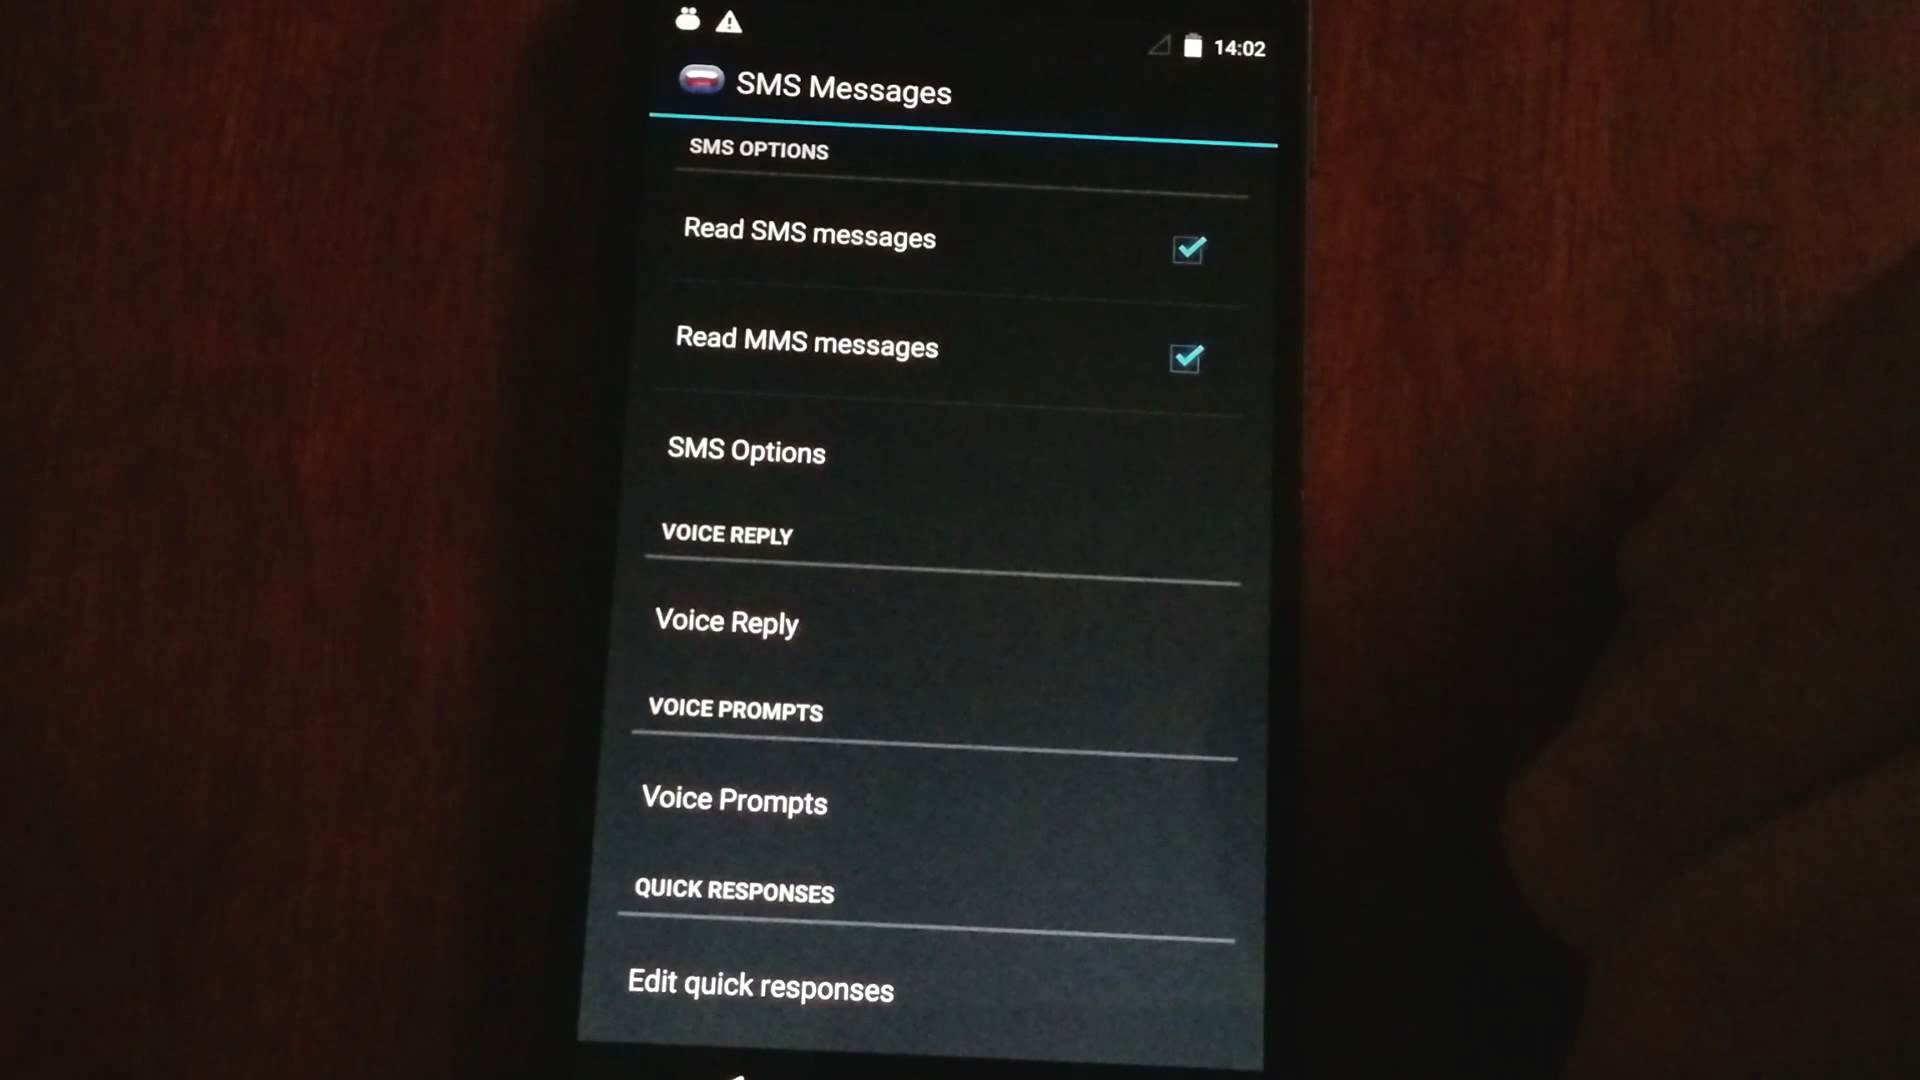 14:02
SMS Messages
SMS OPTIONS
Read SMS messages
Read MMS messages
SMS Options
VOICE REPLY
Voice Reply
VOICE PROMPTS
Voice Prompts
QUICK RESPONSES
Edit quick responses